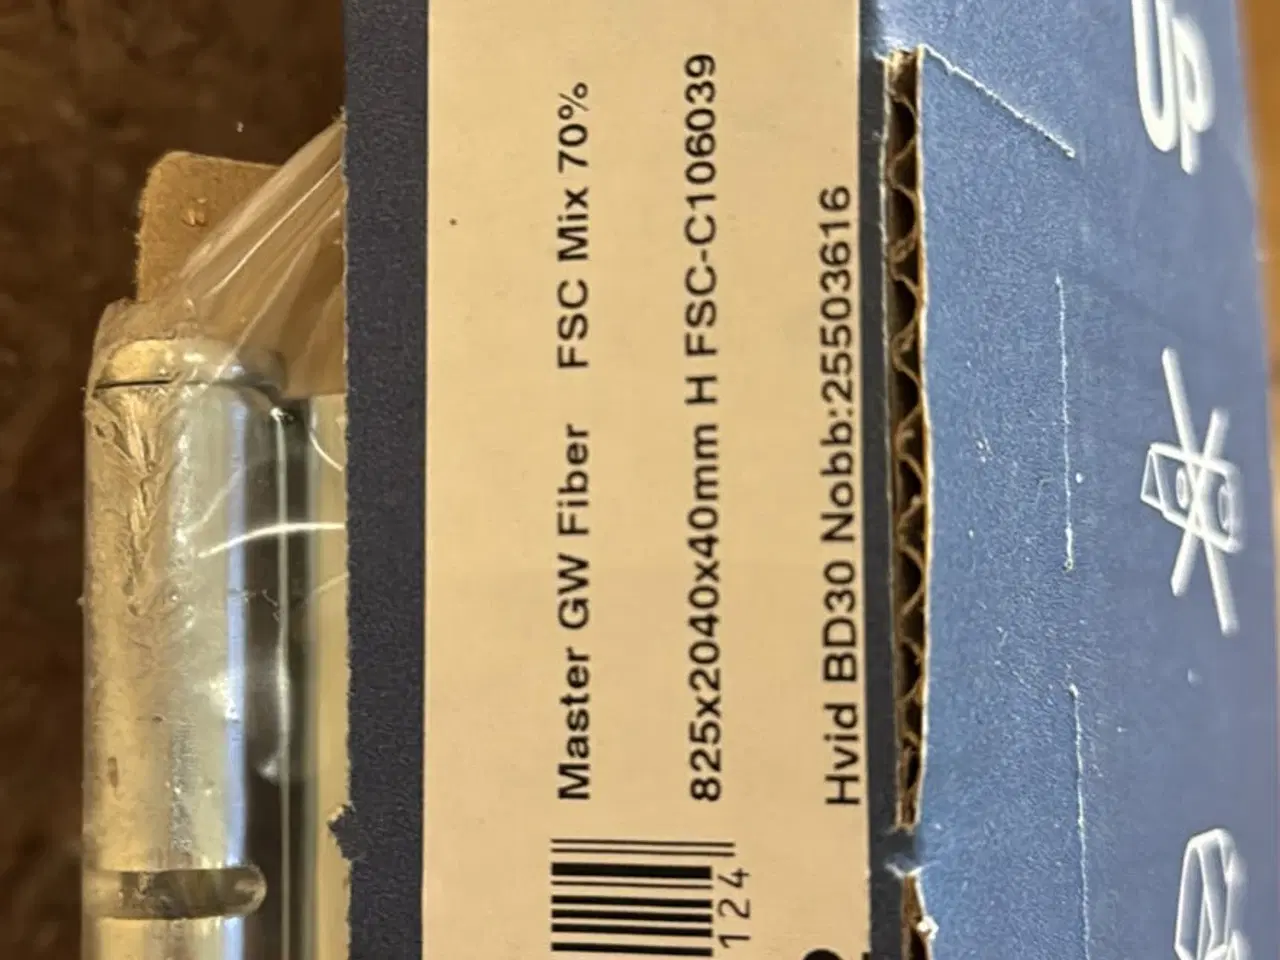 Master GW Fiber FSC Mix 70%
825x2040x40mm H FSC-C106039
Hvid BD30 Nobb:25503616
124